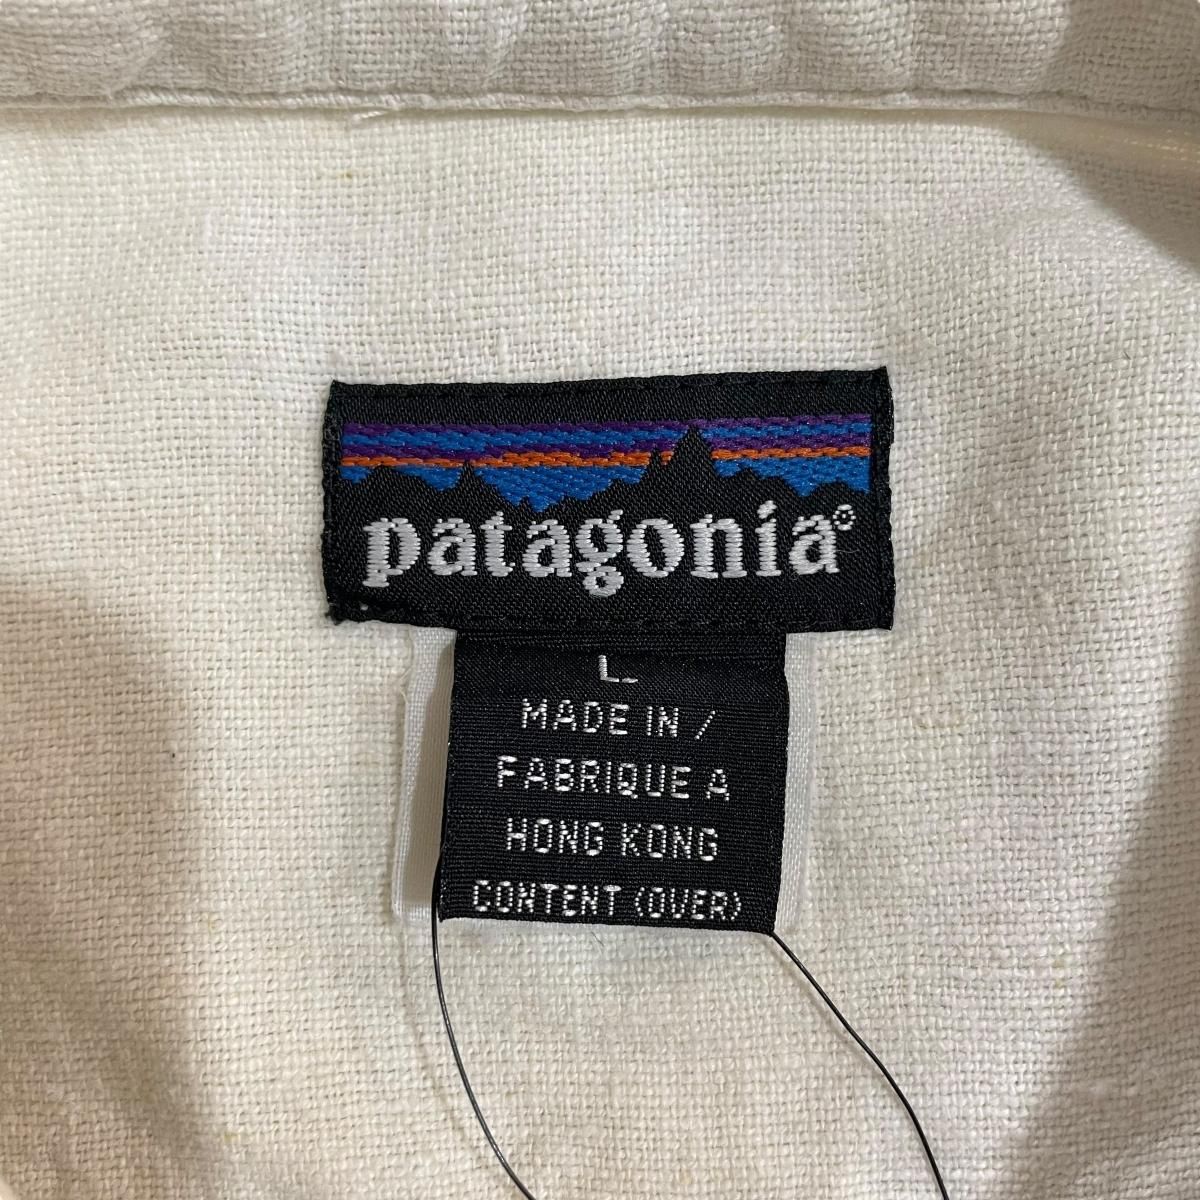 patagonia®
L.
MADE IN /
FABRIQUE A
HONG KONG
CONTENT (OVER)